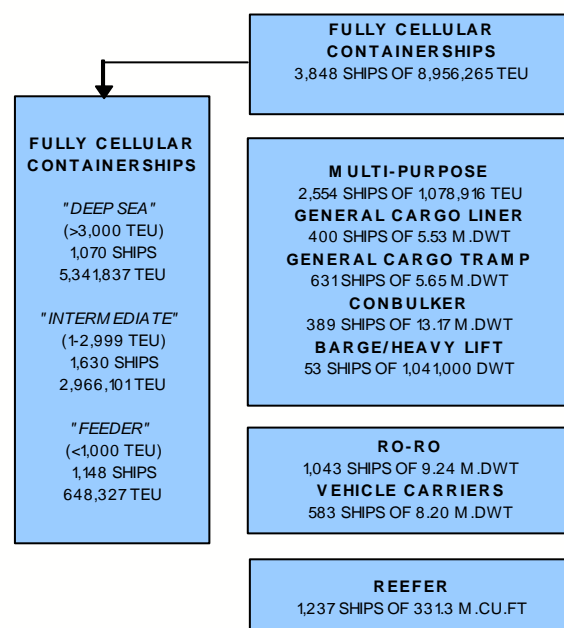 FULLY CELLULAR
CONTAINERSHIPS
3,848 SHIPS OF 8,956,265 TEU
FULLY CELLULAR
CONTAINERSHIPS
"DEEP SEA"
(>3,000 TEU)
1,070 SHIPS
5,341,837 TEU
"INTERMEDIATE"
(1-2,999 TEU)
1,630 SHIPS
2,966,101 TEU
"FEEDER"
(<1,000 TEU)
1,148 SHIPS
648,327 TEU
MULTI-PURPOSE
2,554 SHIPS OF 1,078,916 TEU
GENERAL CARGO LINER
400 SHIPS OF 5.53 M.DWT
GENERAL CARGO TRAMP
631 SHIPS OF 5.65 M.DWT
CONBULKER
389 SHIPS OF 13.17 M.DWT
BARGE/HEAVY LIFT
53 SHIPS OF 1,041,000 DWT
RO-RO
1,043 SHIPS OF 9.24 M.DWT
VEHICLE CARRIERS
583 SHIPS OF 8.20 M.DWT
REEFER
1,237 SHIPS OF 331.3 M.CU.FT